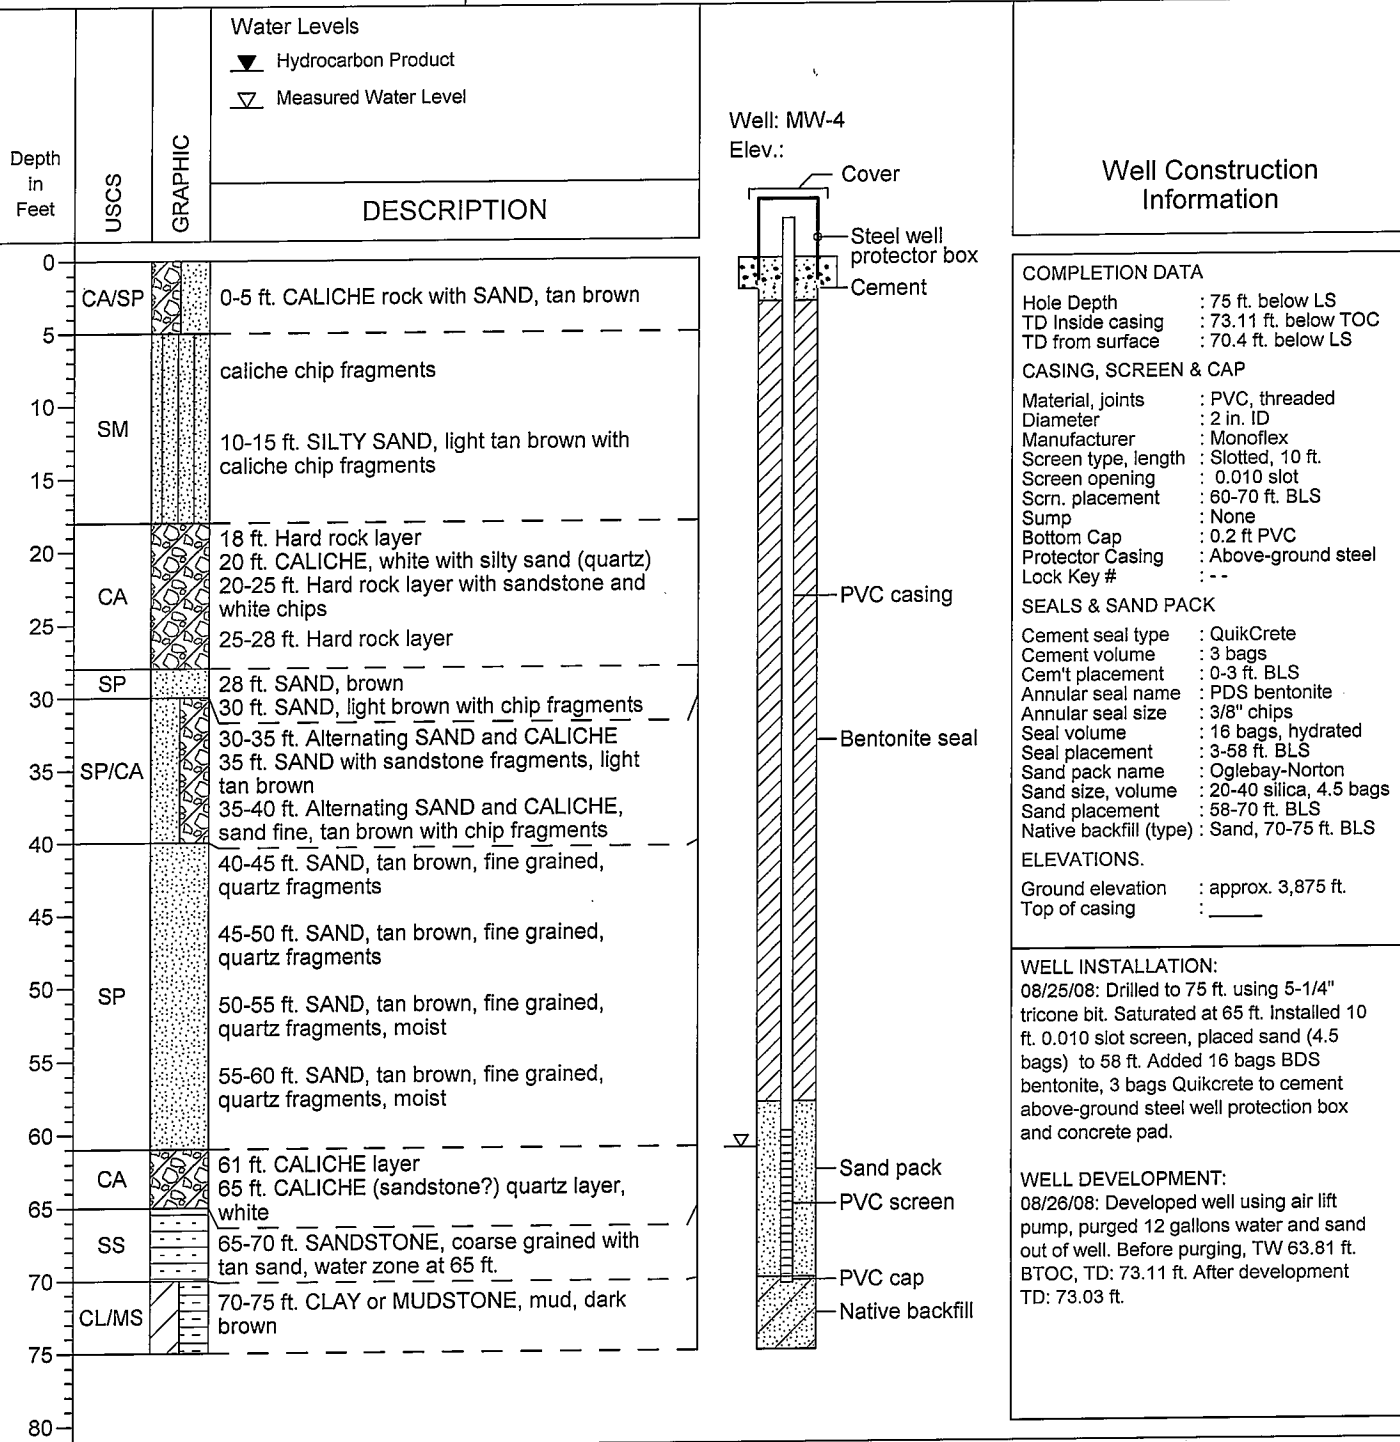 Water Levels
Hydrocarbon Product
Measured Water Level
Depth
in
Feet
USCS
GRAPHIC
DESCRIPTION
Well: MW-4
Elev.:
Cover
Steel well
protector box
Cement
PVC casing
Bentonite seal
Sand pack
PVC screen
PVC cap
Native backfill
0
5
10
15
20
25
30
35
40
45
50
55
60
65
70
75
80
CA/SP
SM
CA
SP
SP/CA
SP
CA
SS
CL/MS
0-5 ft. CALICHE rock with SAND, tan brown
caliche chip fragments
10-15 ft. SILTY SAND, light tan brown with
caliche chip fragments
18 ft. Hard rock layer
20 ft. CALICHE, white with silty sand (quartz)
20-25 ft. Hard rock layer with sandstone and
white chips
25-28 ft. Hard rock layer
28 ft. SAND, brown
30 ft. SAND, light brown with chip fragments
30-35 ft. Alternating SAND and CALICHE
35 ft. SAND with sandstone fragments, light
tan brown
35-40 ft. Alternating SAND and CALICHE,
sand fine, tan brown with chip fragments
40-45 ft. SAND, tan brown, fine grained,
quartz fragments
45-50 ft. SAND, tan brown, fine grained,
quartz fragments
50-55 ft. SAND, tan brown, fine grained,
quartz fragments, moist
55-60 ft. SAND, tan brown, fine grained,
quartz fragments, moist
61 ft. CALICHE layer
65 ft. CALICHE (sandstone?) quartz layer,
white
65-70 ft. SANDSTONE, coarse grained with
tan sand, water zone at 65 ft.
70-75 ft. CLAY or MUDSTONE, mud, dark
brown
Well Construction
Information
COMPLETION DATA
Hole Depth : 75 ft. below LS
TD Inside casing : 73.11 ft. below TOC
TD from surface : 70.4 ft. below LS
CASING, SCREEN & CAP
Material, joints : PVC, threaded
Diameter : 2 in. ID
Manufacturer : Monoflex
Screen type, length : Slotted, 10 ft.
Screen opening : 0.010 slot
Scrn. placement : 60-70 ft. BLS
Sump : None
Bottom Cap : 0.2 ft PVC
Protector Casing : Above-ground steel
Lock Key # : - -
SEALS & SAND PACK
Cement seal type : QuikCrete
Cement volume : 3 bags
Cem't placement : 0-3 ft. BLS
Annular seal name : PDS bentonite
Annular seal size : 3/8" chips
Seal volume : 16 bags, hydrated
Seal placement : 3-58 ft. BLS
Sand pack name : Oglebay-Norton
Sand size, volume : 20-40 silica, 4.5 bags
Sand placement : 58-70 ft. BLS
Native backfill (type) : Sand, 70-75 ft. BLS
ELEVATIONS.
Ground elevation : approx. 3,875 ft.
Top of casing : _____
WELL INSTALLATION:
08/25/08: Drilled to 75 ft. using 5-1/4"
tricone bit. Saturated at 65 ft. Installed 10
ft. 0.010 slot screen, placed sand (4.5
bags) to 58 ft. Added 16 bags BDS
bentonite, 3 bags Quikcrete to cement
above-ground steel well protection box
and concrete pad.
WELL DEVELOPMENT:
08/26/08: Developed well using air lift
pump, purged 12 gallons water and sand
out of well. Before purging, TW 63.81 ft.
BTOC, TD: 73.11 ft. After development
TD: 73.03 ft.